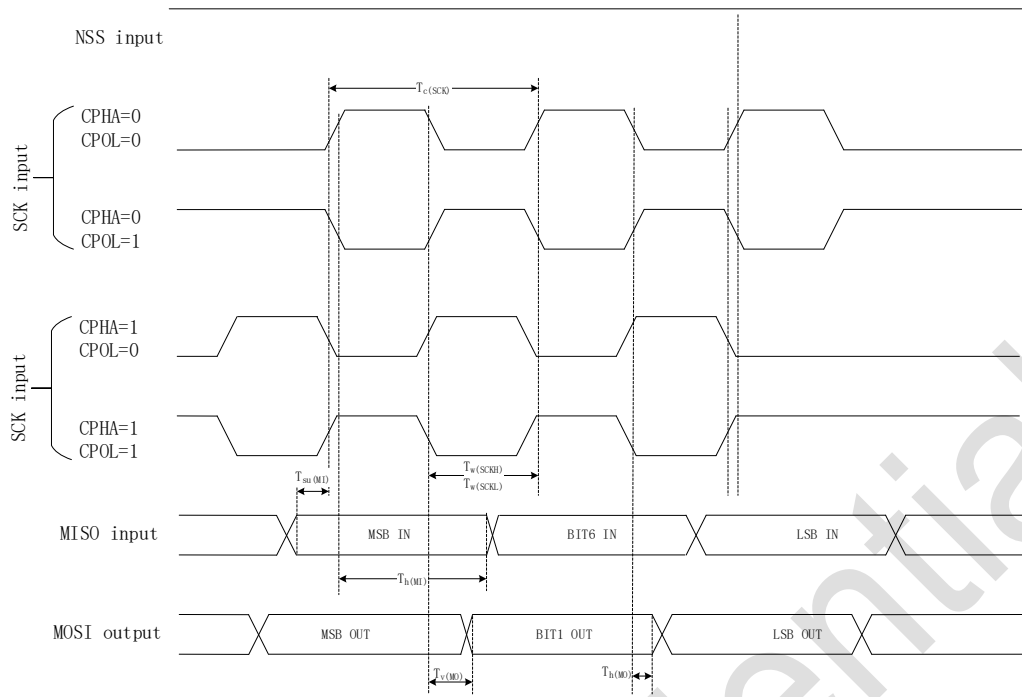 NSS input
Tc(SCK)
SCK input
CPHA=0
CPOL=0
CPHA=0
CPOL=1
SCK input
CPHA=1
CPOL=0
CPHA=1
CPOL=1
Tsu(MI)
Tw(SCKH)
Tw(SCKL)
MISO input
MSB IN
BIT6 IN
LSB IN
Th(MI)
MOSI output
MSB OUT
BIT1 OUT
LSB OUT
Tv(MO)
Th(MO)